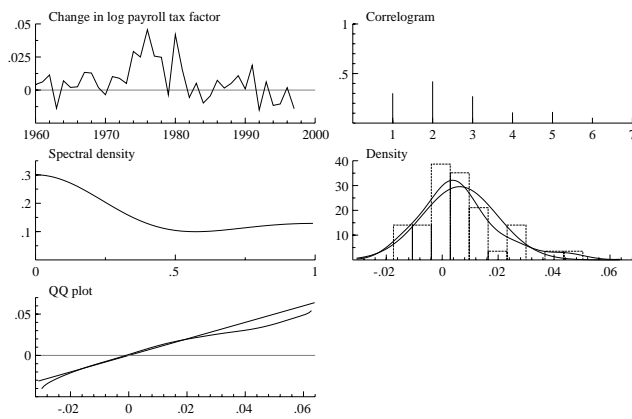 Change in log payroll tax factor
.05
.025
0
1960 1970 1980 1990 2000
Correlogram
1
.5
1 2 3 4 5 6 7
Spectral density
.3
.2
.1
0 .5 1
Density
40
30
20
10
-.02 0 .02 .04 .06
QQ plot
.05
0
-.02 0 .02 .04 .06